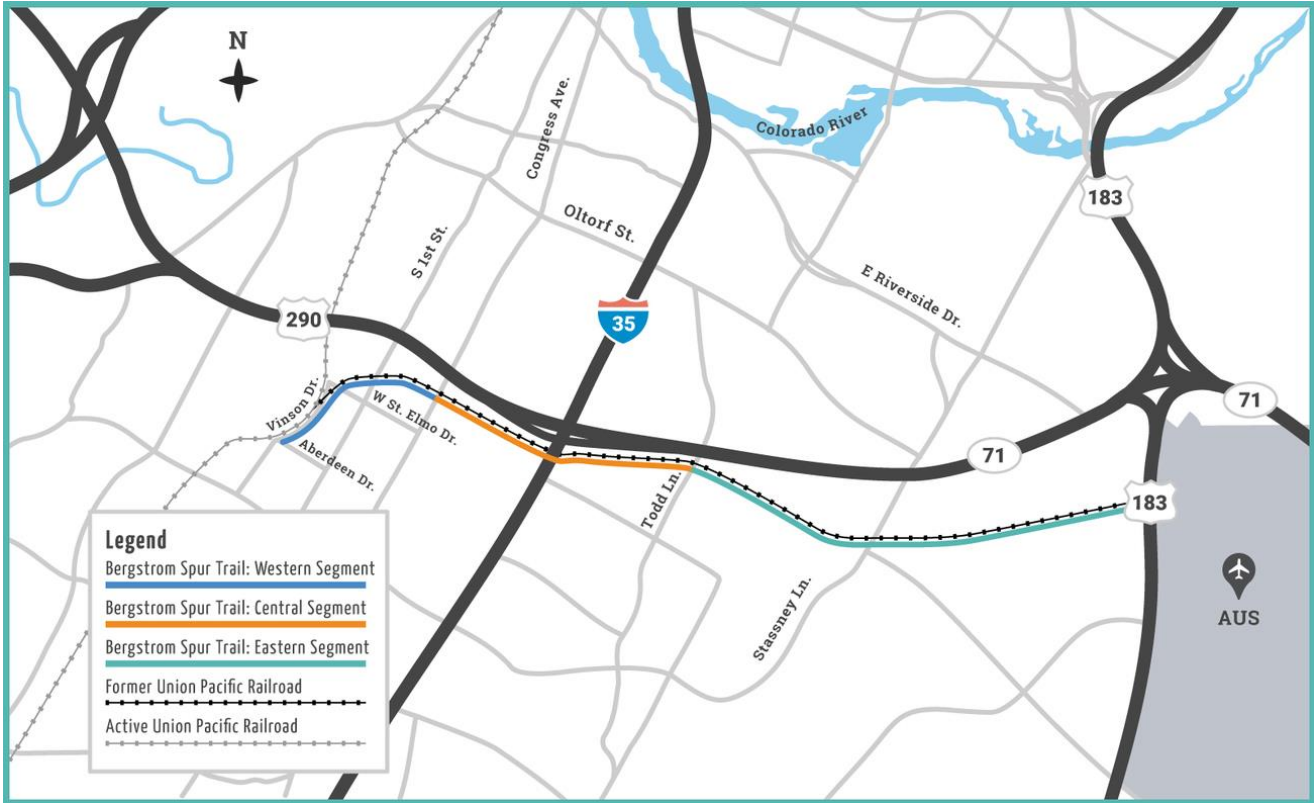 N
Congress Ave.
Colorado River
183
Oltorf St.
S 1st St.
E Riverside Dr.
290
35
Vinson Dr.
W St. Elmo Dr.
71
Aberdeen Dr.
71
Todd Ln.
183
Stassney Ln.
AUS
Legend
Bergstrom Spur Trail: Western Segment
Bergstrom Spur Trail: Central Segment
Bergstrom Spur Trail: Eastern Segment
Former Union Pacific Railroad
Active Union Pacific Railroad